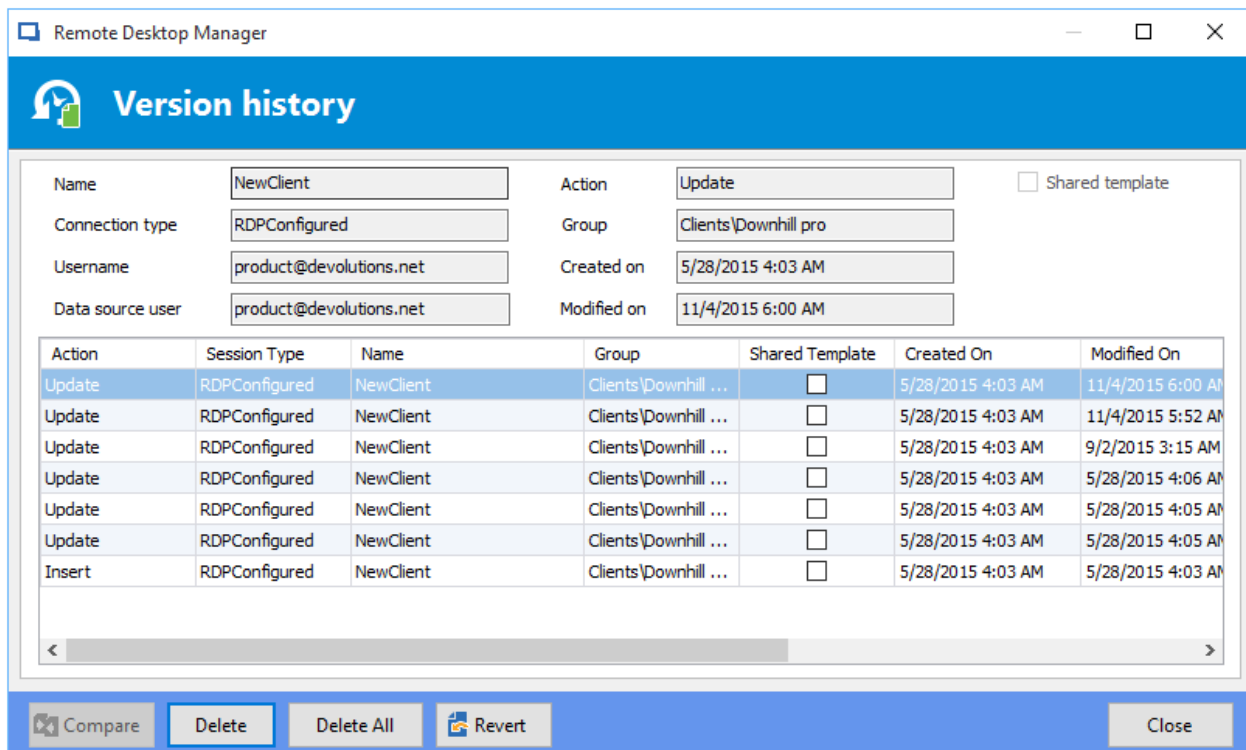 Remote Desktop Manager
Version history
Name NewClient Action Update Shared template
Connection type RDPConfigured Group Clients\Downhill pro
Username product@devolutions.net Created on 5/28/2015 4:03 AM
Data source user product@devolutions.net Modified on 11/4/2015 6:00 AM
Action Session Type Name Group Shared Template Created On Modified On
Update RDPConfigured NewClient Clients\Downhill ... 5/28/2015 4:03 AM 11/4/2015 6:00 AM
Update RDPConfigured NewClient Clients\Downhill ... 5/28/2015 4:03 AM 11/4/2015 5:52 AM
Update RDPConfigured NewClient Clients\Downhill ... 5/28/2015 4:03 AM 9/2/2015 3:15 AM
Update RDPConfigured NewClient Clients\Downhill ... 5/28/2015 4:03 AM 5/28/2015 4:06 AM
Update RDPConfigured NewClient Clients\Downhill ... 5/28/2015 4:03 AM 5/28/2015 4:05 AM
Update RDPConfigured NewClient Clients\Downhill ... 5/28/2015 4:03 AM 5/28/2015 4:05 AM
Insert RDPConfigured NewClient Clients\Downhill ... 5/28/2015 4:03 AM 5/28/2015 4:03 AM
Compare Delete Delete All Revert Close